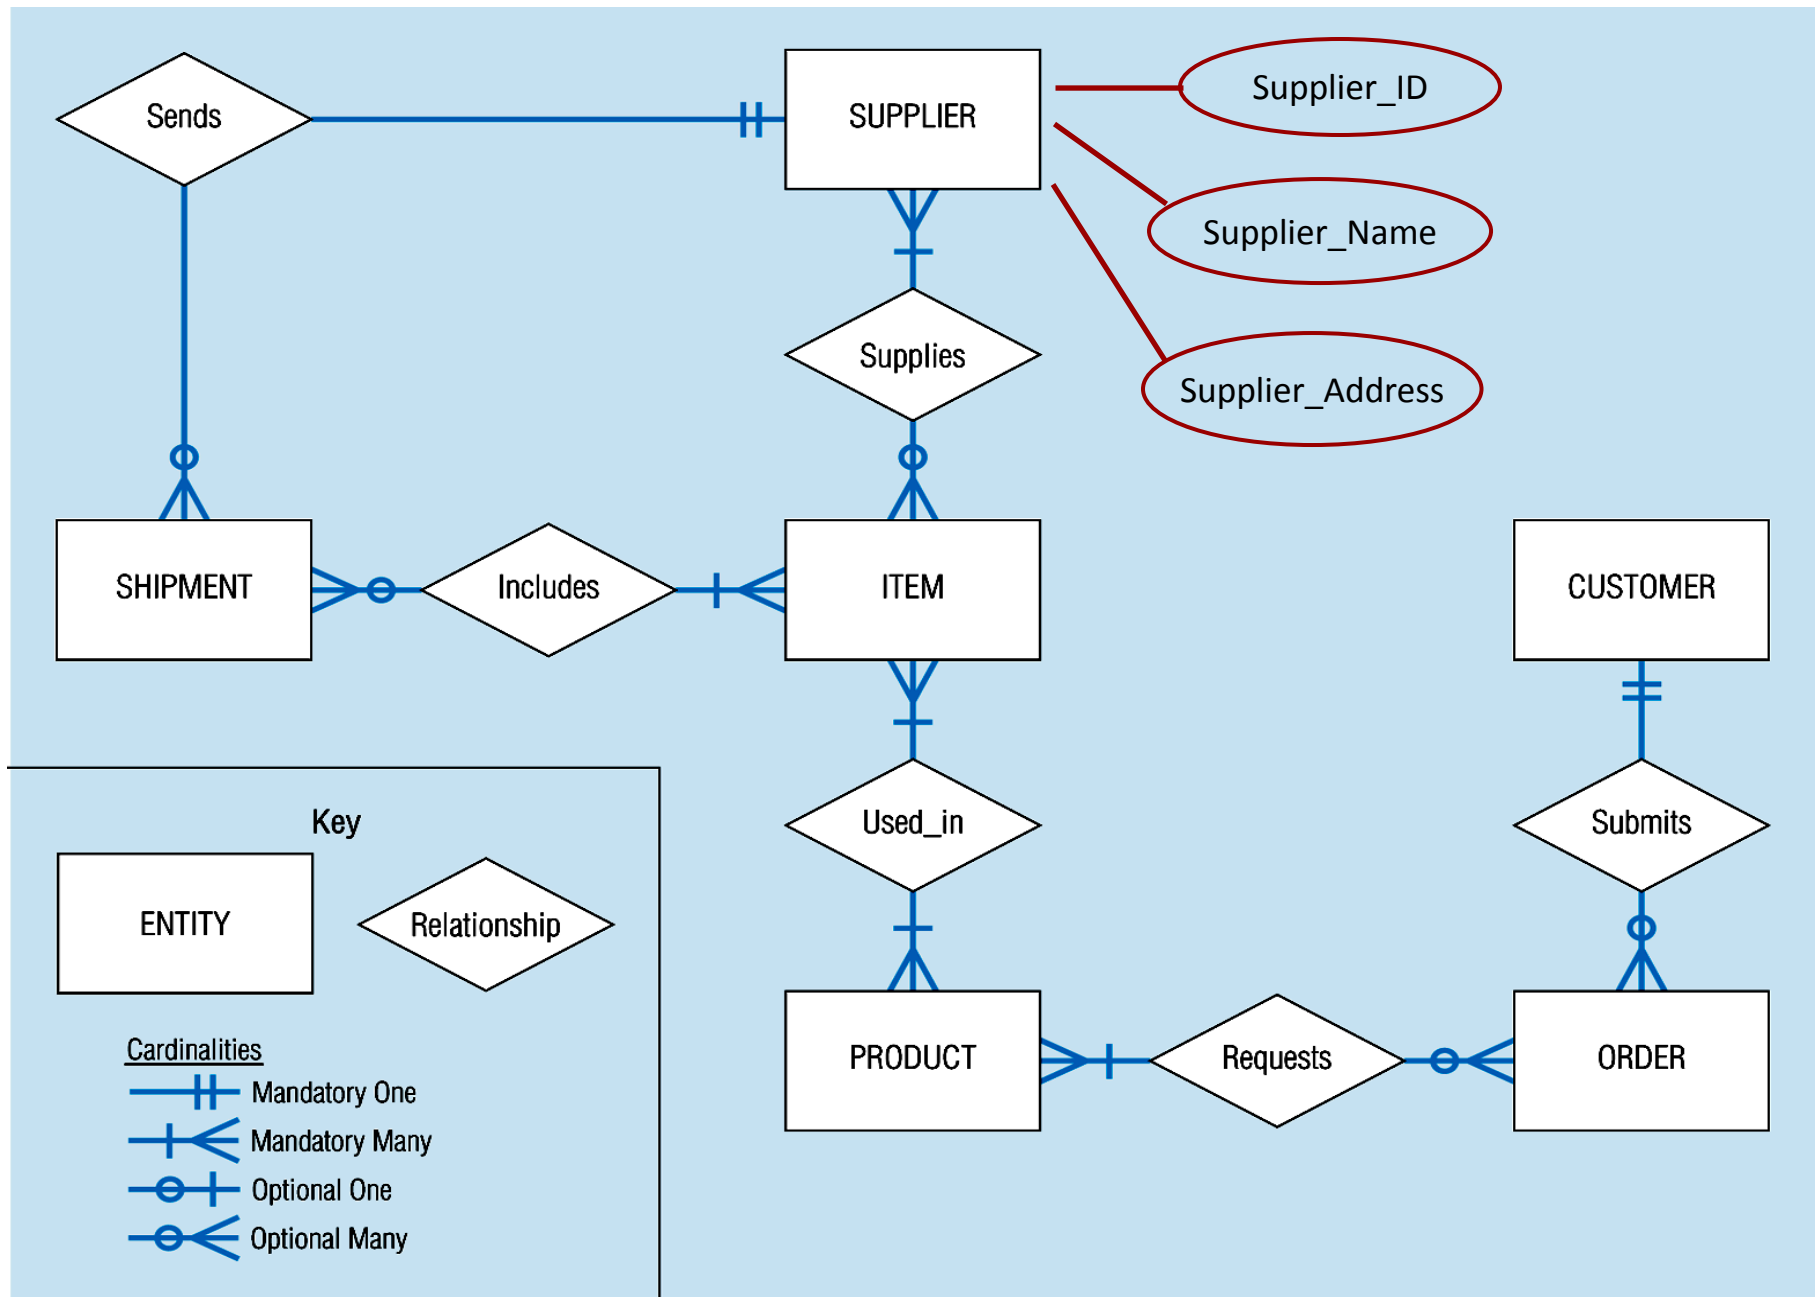 Sends
SUPPLIER
Supplier_ID
Supplier_Name
Supplies
Supplier_Address
SHIPMENT
Includes
ITEM
CUSTOMER
Used_in
Submits
PRODUCT
Requests
ORDER
Key
ENTITY
Relationship
Cardinalities
Mandatory One
Mandatory Many
Optional One
Optional Many